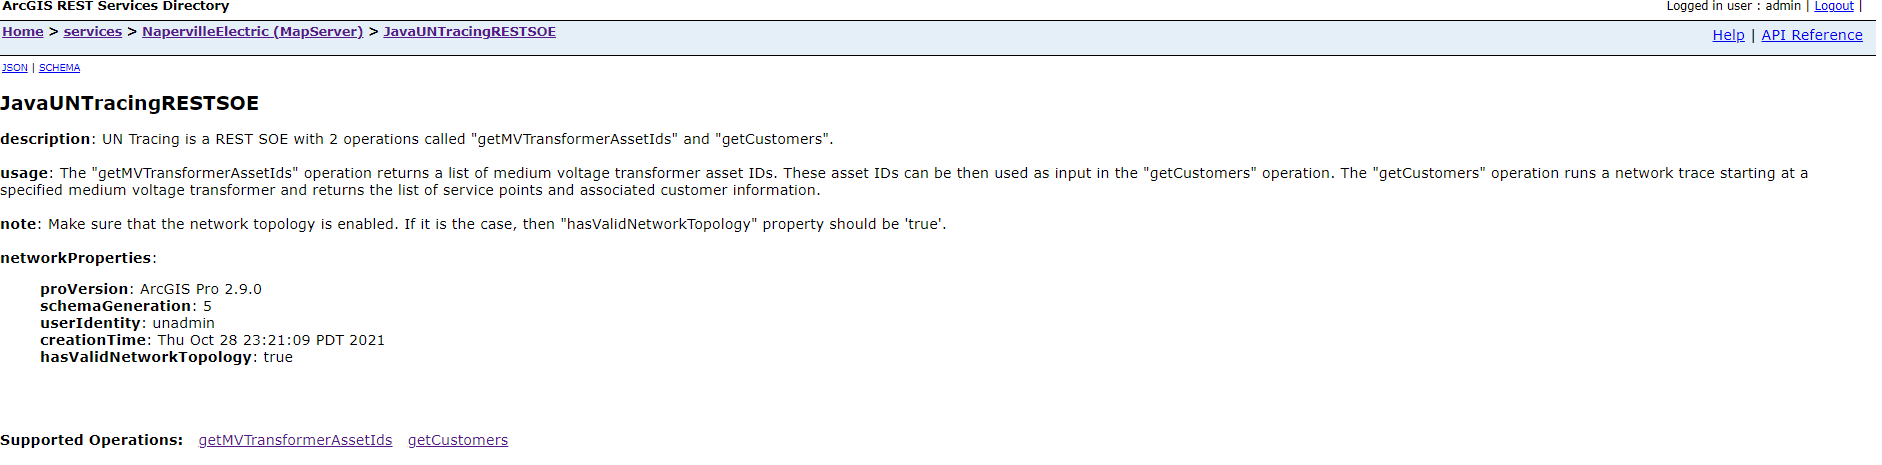 ArcGIS REST Services Directory
Logged in user : admin | Logout |
Home > services > NapervilleElectric (MapServer) > JavaUNTracingRESTSOE
Help | API Reference
JSON | SCHEMA
JavaUNTracingRESTSOE
description: UN Tracing is a REST SOE with 2 operations called "getMVTransformerAssetIds" and "getCustomers".
usage: The "getMVTransformerAssetIds" operation returns a list of medium voltage transformer asset IDs. These asset IDs can be then used as input in the "getCustomers" operation. The "getCustomers" operation runs a network trace starting at a
specified medium voltage transformer and returns the list of service points and associated customer information.
note: Make sure that the network topology is enabled. If it is the case, then "hasValidNetworkTopology" property should be 'true'.
networkProperties:
proVersion: ArcGIS Pro 2.9.0
schemaGeneration: 5
userIdentity: unadmin
creationTime: Thu Oct 28 23:21:09 PDT 2021
hasValidNetworkTopology: true
Supported Operations: getMVTransformerAssetIds getCustomers